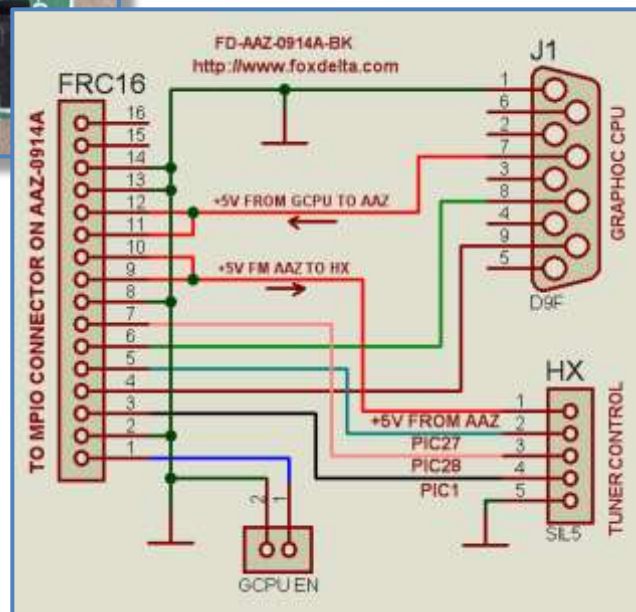 FD-AAZ-0914A-BK
http://www.foxdelta.com
FRC16
J1
16
15
14
13
12
11
10
9
8
7
6
5
4
3
2
1
1
6
2
7
3
8
4
9
5
+5V FROM GCPU TO AAZ
+5V FM AAZ TO HX
D9F
GRAPHOC CPU
TO MPIO CONNECTOR ON AAZ-0914A
HX
1
+5V FROM AAZ
2
PIC27
3
PIC28
4
PIC1
5
SIL5
TUNER CONTROL
2
1
GCPU EN